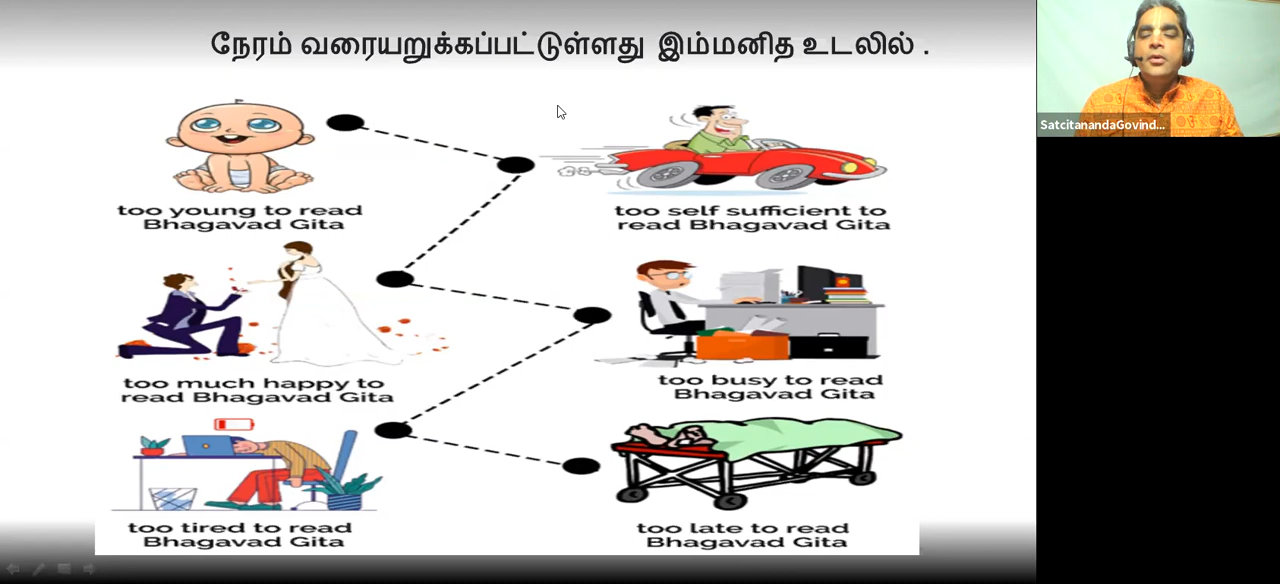 நேரம் வரையறுக்கப்பட்டுள்ளது இம்மனித உடலில் .
SatcitanandaGovind...
too young to read
Bhagavad Gita
too self sufficient to
read Bhagavad Gita
too much happy to
read Bhagavad Gita
too busy to read
Bhagavad Gita
too tired to read
Bhagavad Gita
too late to read
Bhagavad Gita